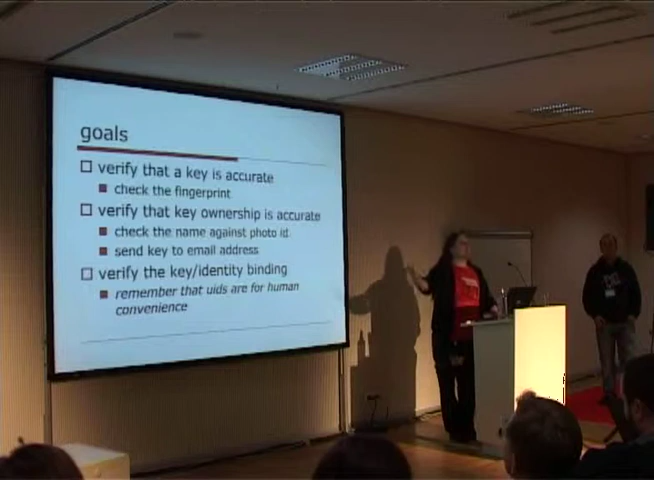 goals
verify that a key is accurate
check the fingerprint
verify that key ownership is accurate
check the name against photo id
send key to email address
verify the key/identity binding
remember that uids are for human
convenience